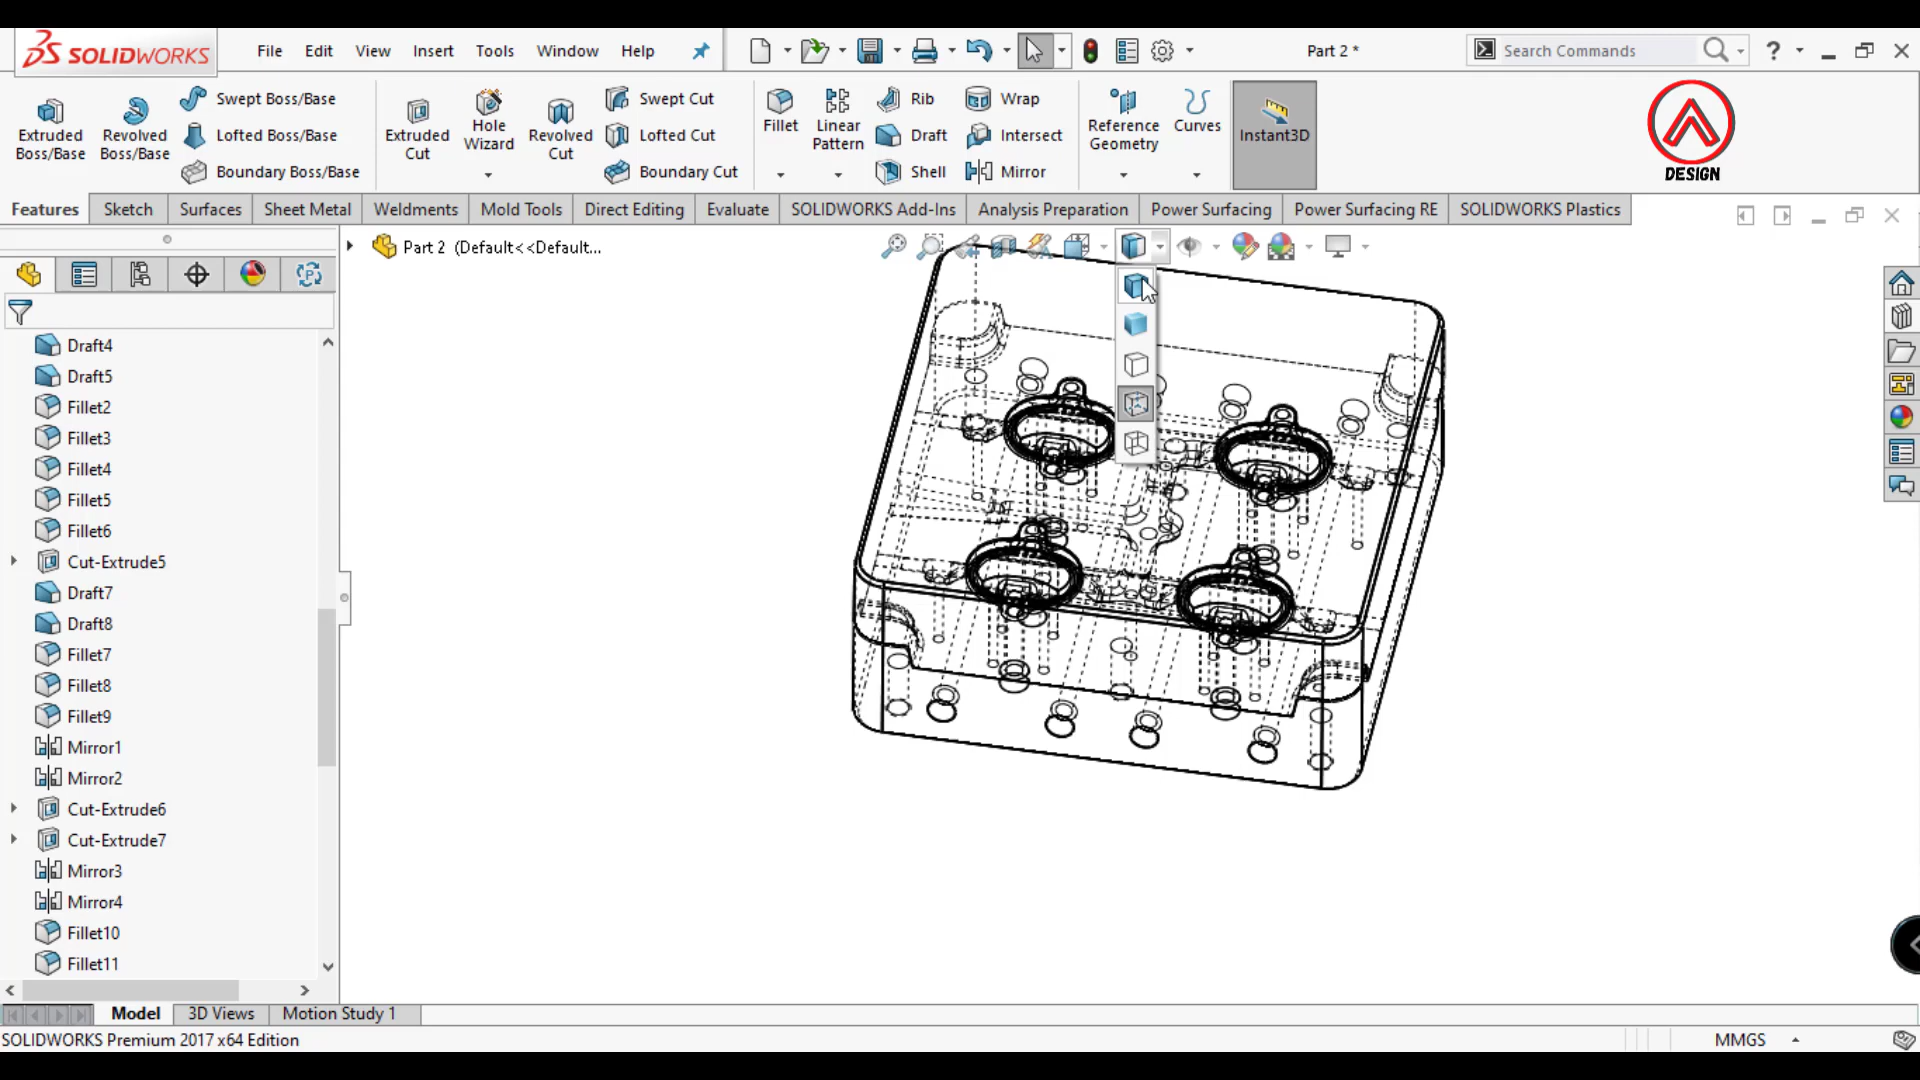 SOLIDWORKS File Edit View Insert Tools Window Help Part 2 * Search Commands ?
Extruded Boss/Base
Revolved Boss/Base
Swept Boss/Base
Lofted Boss/Base
Boundary Boss/Base
Extruded Cut
Hole Wizard
Revolved Cut
Swept Cut
Lofted Cut
Boundary Cut
Fillet
Linear Pattern
Rib
Draft
Shell
Wrap
Intersect
Mirror
Reference Geometry
Curves
Instant3D
DESIGN
Features Sketch Surfaces Sheet Metal Weldments Mold Tools Direct Editing Evaluate SOLIDWORKS Add-Ins Analysis Preparation Power Surfacing Power Surfacing RE SOLIDWORKS Plastics
Part 2 (Default<<Default...
Draft4
Draft5
Fillet2
Fillet3
Fillet4
Fillet5
Fillet6
Cut-Extrude5
Draft7
Draft8
Fillet7
Fillet8
Fillet9
Mirror1
Mirror2
Cut-Extrude6
Cut-Extrude7
Mirror3
Mirror4
Fillet10
Fillet11
Model 3D Views Motion Study 1
SOLIDWORKS Premium 2017 x64 Edition MMGS